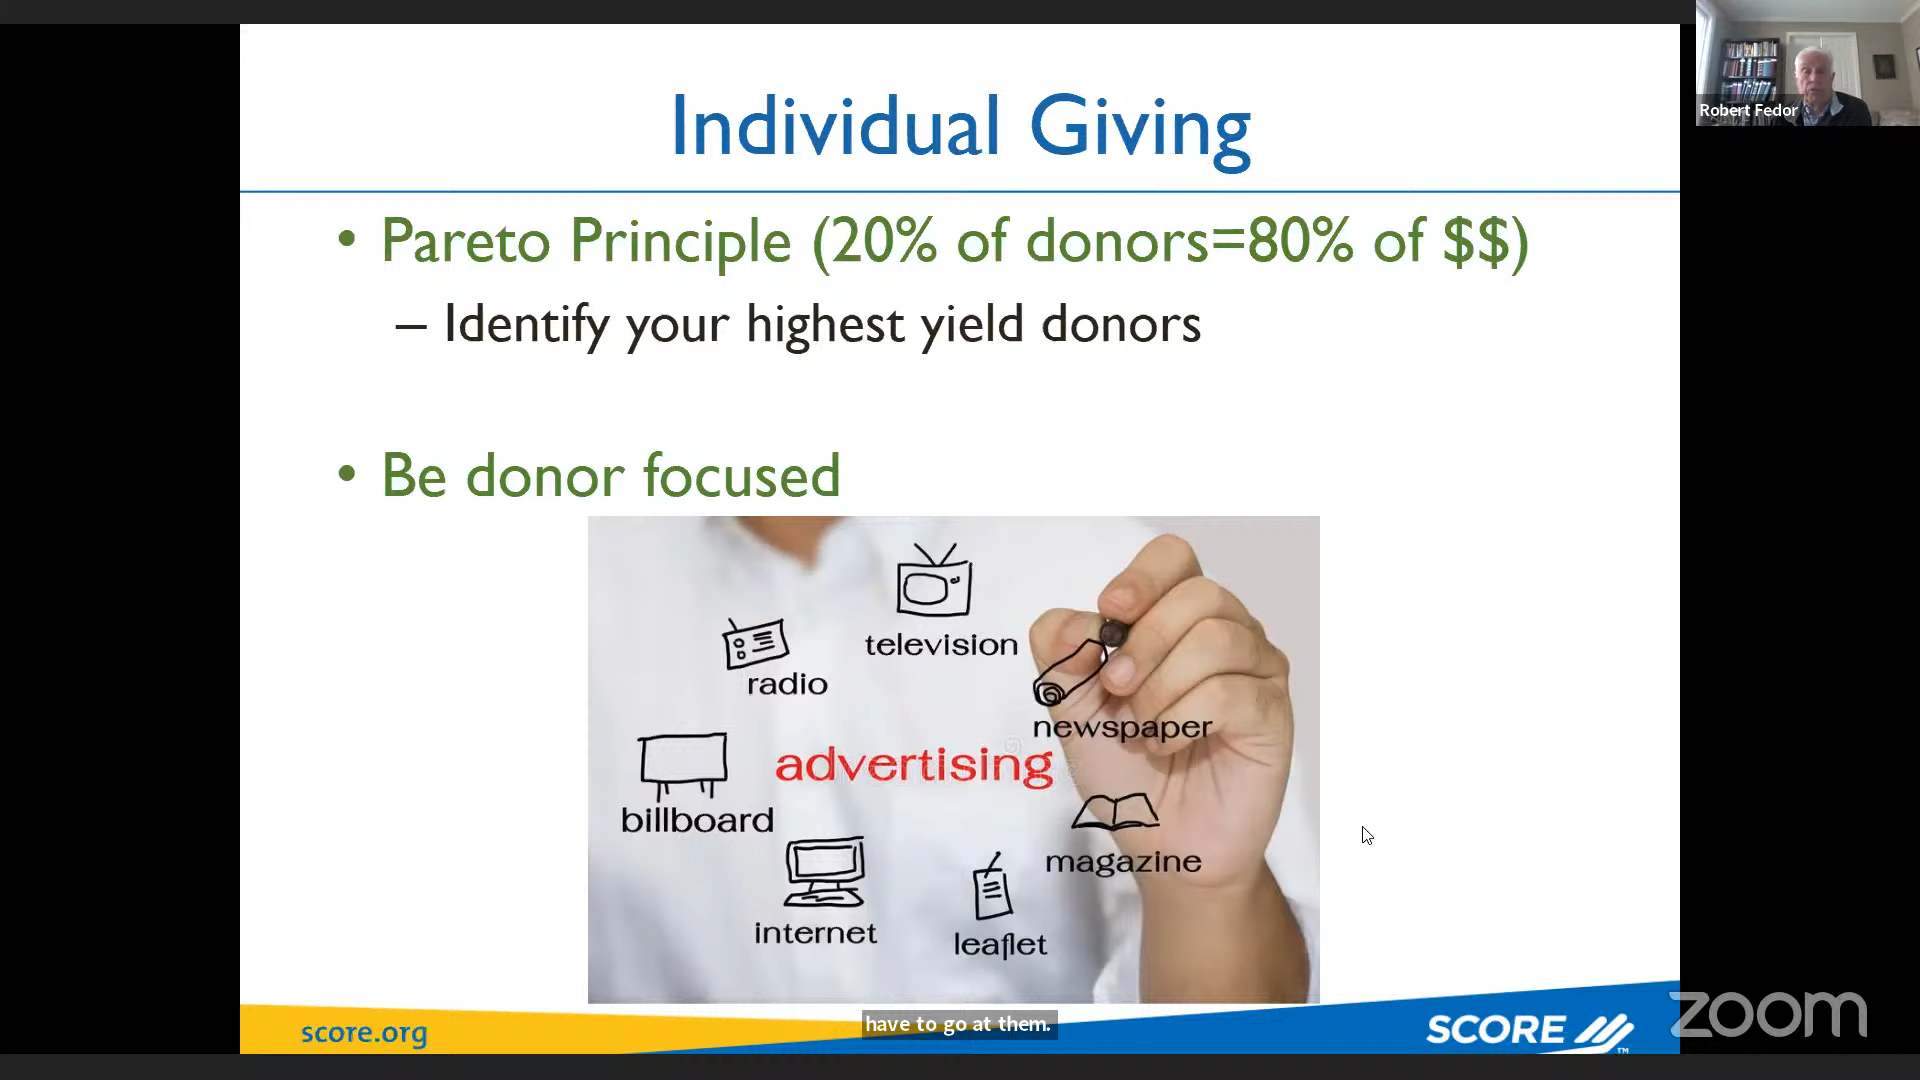 Individual Giving
Robert Fedor
• Pareto Principle (20% of donors=80% of $$)
– Identify your highest yield donors
• Be donor focused
television
radio
newspaper
advertising
billboard
magazine
internet
leaflet
have to go at them.
score.org
SCORE
TM
zoom